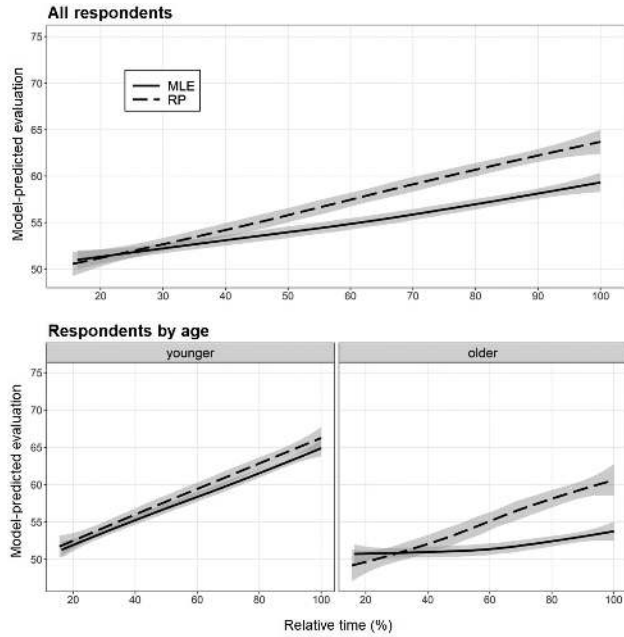 All respondents
75
70
65
60
55
50
Model-predicted evaluation
MLE
RP
20 30 40 50 60 70 80 90 100
Respondents by age
younger older
75
70
65
60
55
50
Model-predicted evaluation
20 40 60 80 100 20 40 60 80 100
Relative time (%)